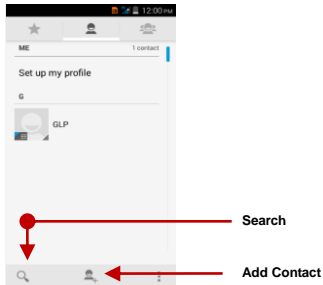 12:00 PM
ME 1 contact
Set up my profile
G
GLP
Search
Add Contact